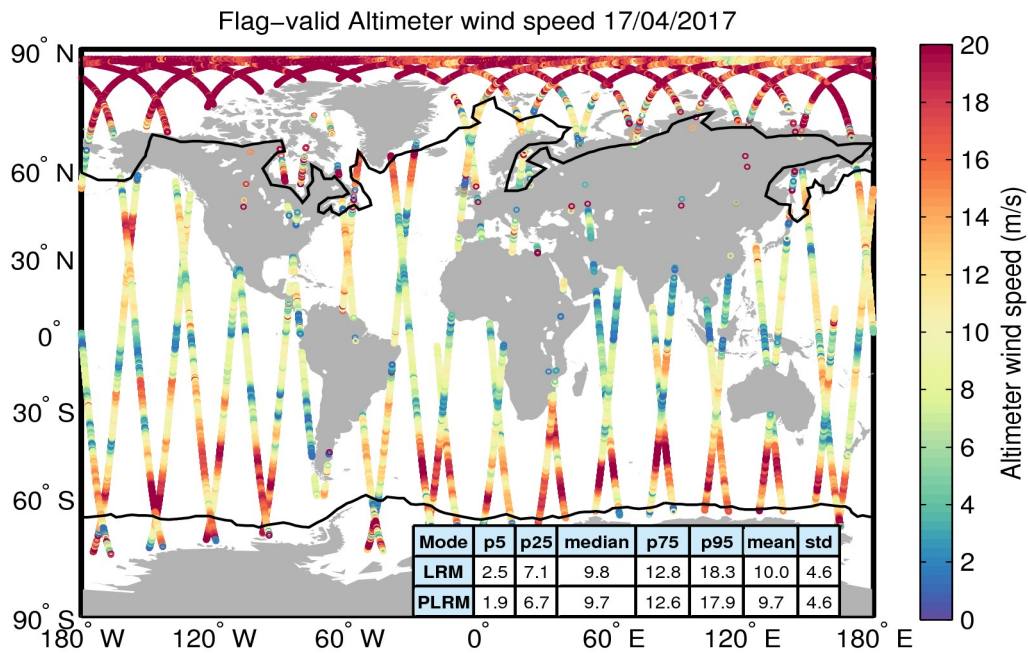 Flag−valid Altimeter wind speed 17/04/2017
90° N
60° N
30° N
0°
30° S
60° S
90° S
180° W
120° W
60° W
0°
60° E
120° E
180° E
Mode p5 p25 median p75 p95 mean std
LRM 2.5 7.1 9.8 12.8 18.3 10.0 4.6
PLRM 1.9 6.7 9.7 12.6 17.9 9.7 4.6
20
18
16
14
12
10
8
6
4
2
0
Altimeter wind speed (m/s)